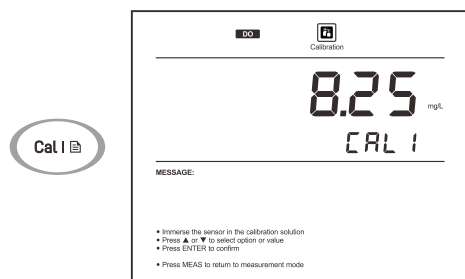 DO
Calibration
8.25 mg/L
Cal I
CAL 1
MESSAGE:
• Immerse the sensor in the calibration solution
• Press ▲ or ▼ to select option or value
• Press ENTER to confirm
• Press MEAS to return to measurement mode